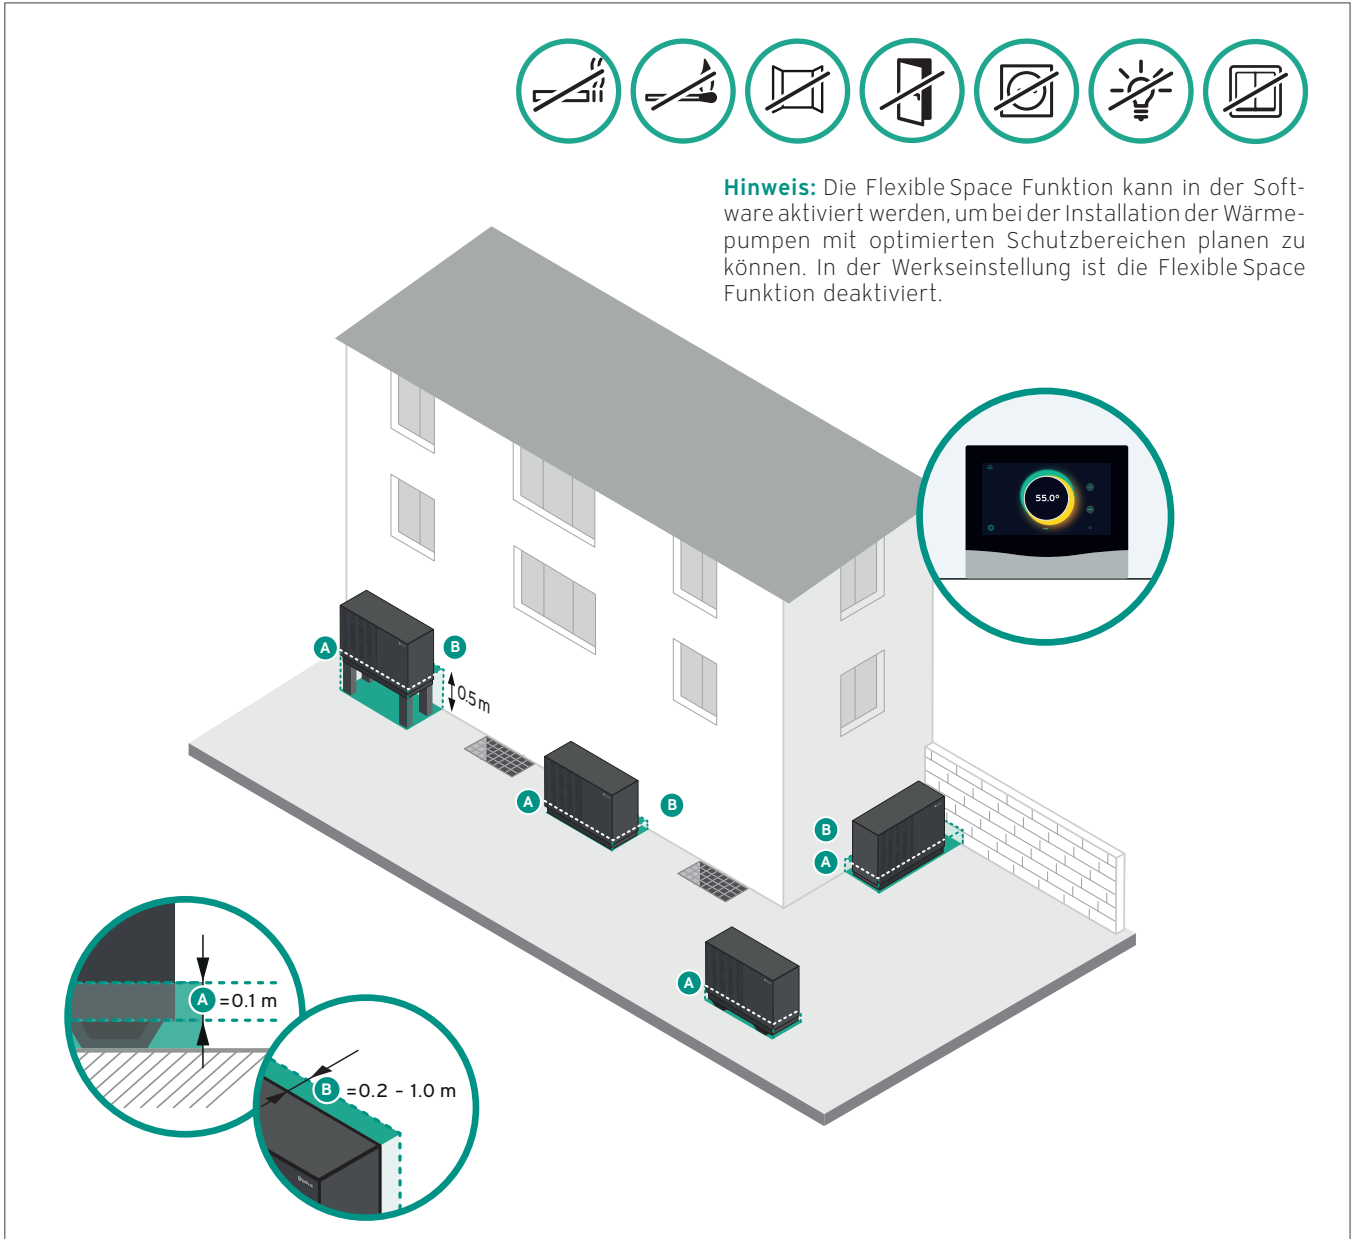 Hinweis: Die Flexible Space Funktion kann in der Soft-
ware aktiviert werden, um bei der Installation der Wärme-
pumpen mit optimierten Schutzbereichen planen zu
können. In der Werkseinstellung ist die Flexible Space
Funktion deaktiviert.
55.0°
A
B
0.5 m
A
B
B
A
A
A =0.1 m
B =0.2 - 1.0 m